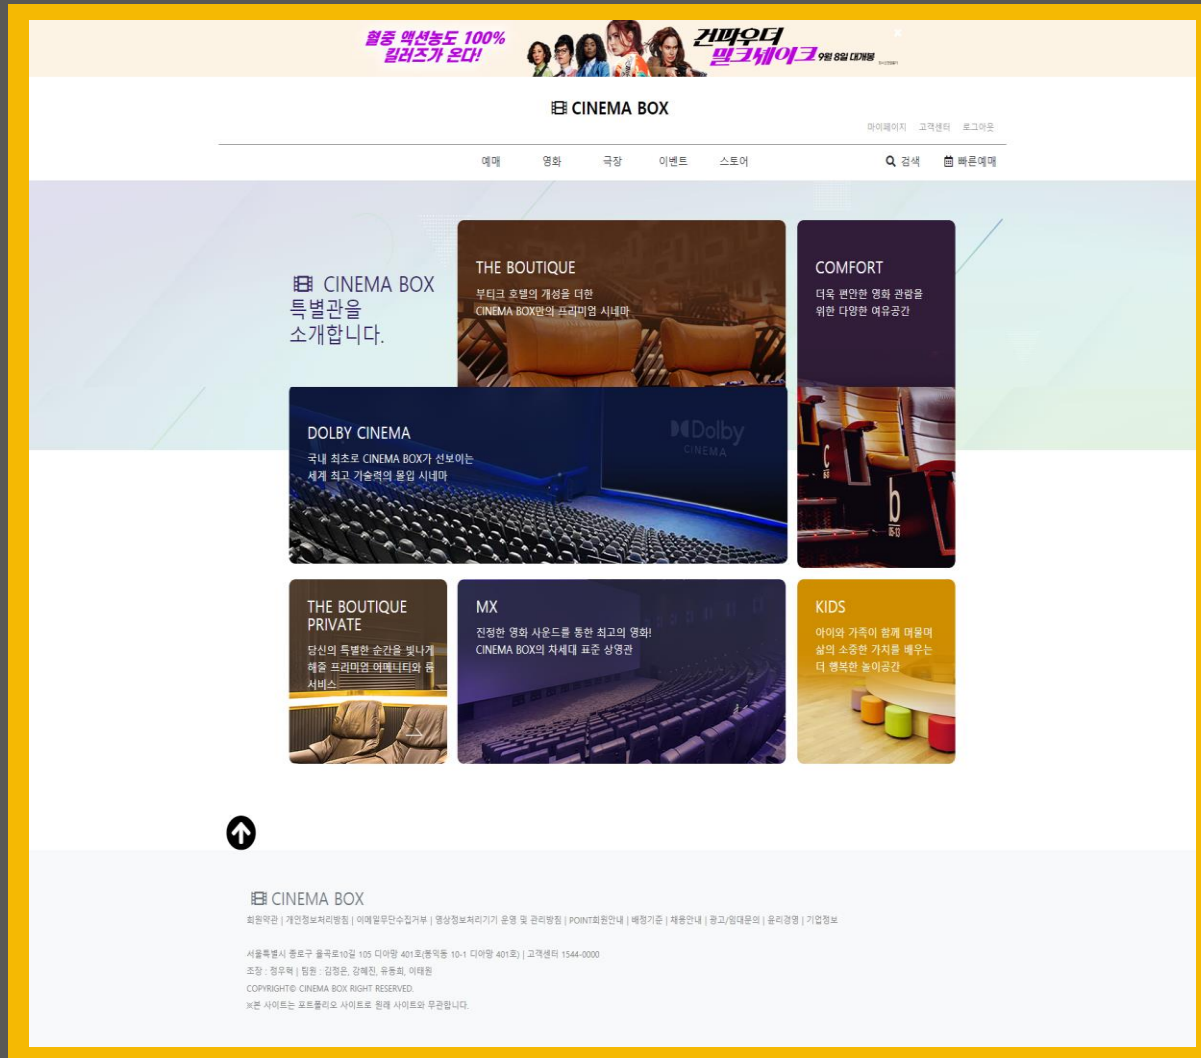 혈중 액션농도 100%
킬러즈가 온다!
건파우더
밀크셰이크 9월 8일 대개봉
CINEMA BOX
마이페이지 고객센터 로그아웃
예매 영화 극장 이벤트 스토어 검색 빠른예매
CINEMA BOX
특별관을
소개합니다.
THE BOUTIQUE
부티크 호텔의 개성을 더한
CINEMA BOX만의 프리미엄 시네마
COMFORT
더욱 편안한 영화 관람을
위한 다양한 여유공간
DOLBY CINEMA
국내 최초로 CINEMA BOX가 선보이는
세계 최고 기술력의 몰입 시네마
Dolby
CINEMA
C
b
THE BOUTIQUE
PRIVATE
당신의 특별한 순간을 빛나게
해줄 프리미엄 어메니티와 룸
서비스
MX
진정한 영화 사운드를 통한 최고의 영화!
CINEMA BOX의 차세대 표준 상영관
KIDS
아이와 가족이 함께 머물며
삶의 소중한 가치를 배우는
더 행복한 놀이공간
CINEMA BOX
회원약관 | 개인정보처리방침 | 이메일무단수집거부 | 영상정보처리기기 운영 및 관리방침 | POINT회원안내 | 배정기준 | 채용안내 | 광고/임대문의 | 윤리경영 | 기업정보
서울특별시 종로구 율곡로10길 105 디아망 401호(봉익동 10-1 디아망 401호) | 고객센터 1544-0000
조장 : 정우혁 | 팀원 : 김정은, 강혜진, 유동희, 이태원
COPYRIGHT© CINEMA BOX RIGHT RESERVED.
※본 사이트는 포트폴리오 사이트로 원래 사이트와 무관합니다.